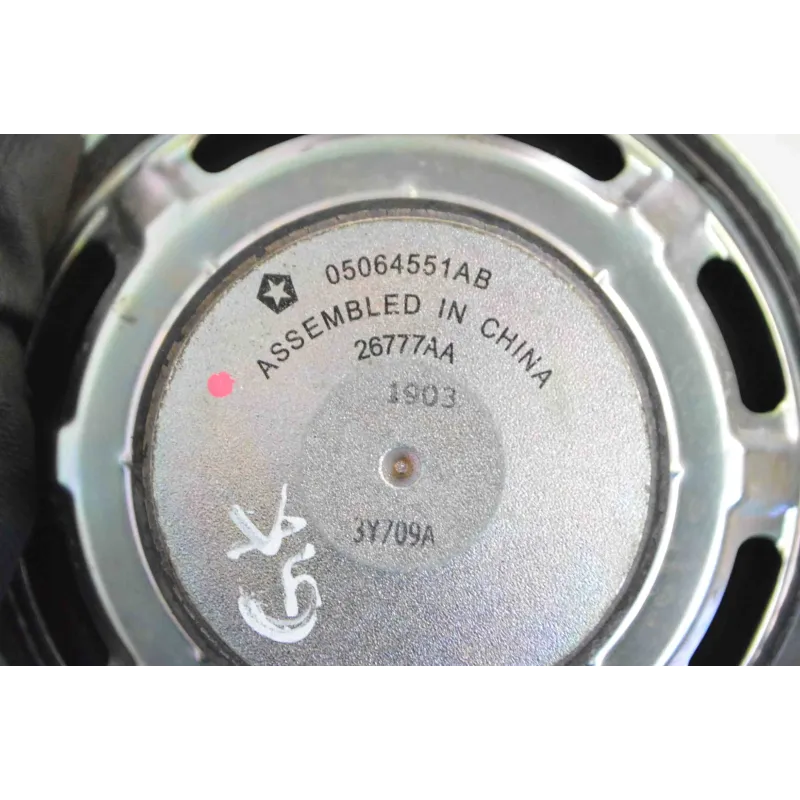 05064551AB
ASSEMBLED IN CHINA
26777AA
1903
3Y709A